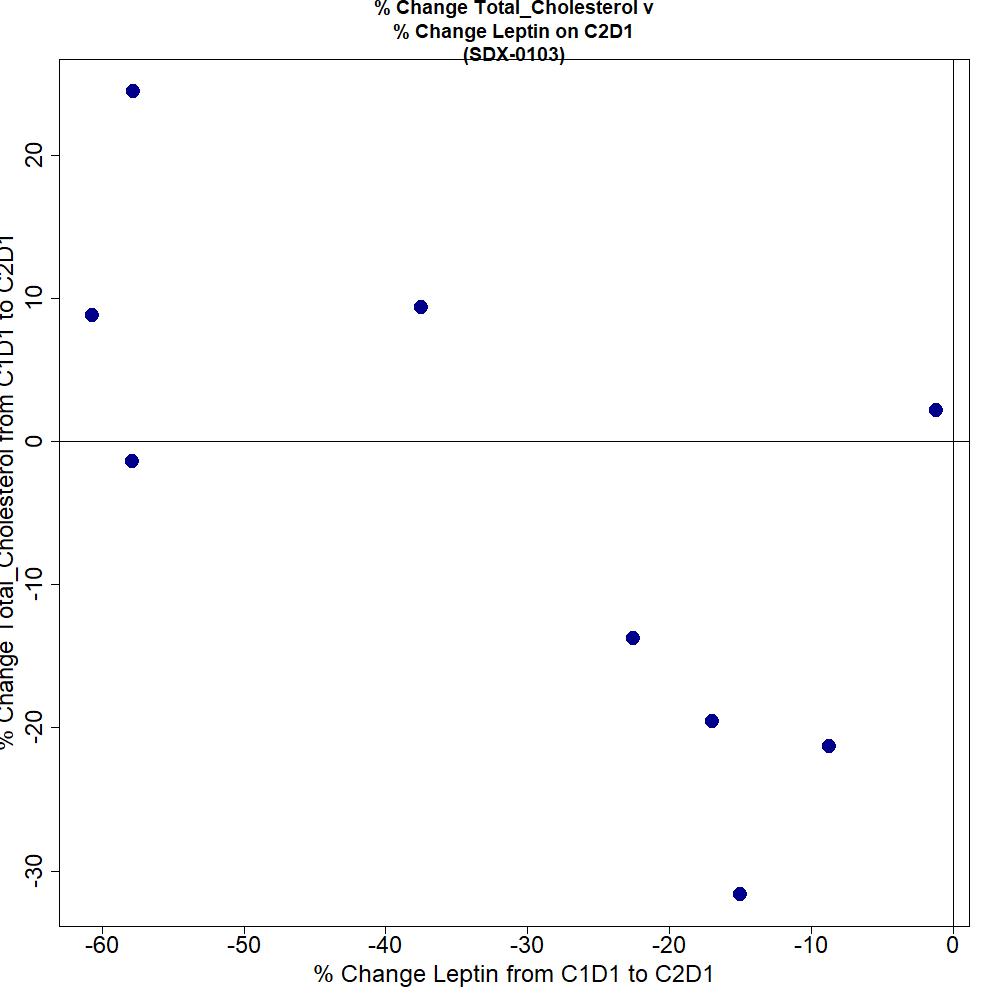 % Change Total_Cholesterol v
% Change Leptin on C2D1
(SDX-0103)
% Change Total_Cholesterol from C1D1 to C2D1
20
10
0
-10
-20
-30
-60
-50
-40
-30
-20
-10
0
% Change Leptin from C1D1 to C2D1